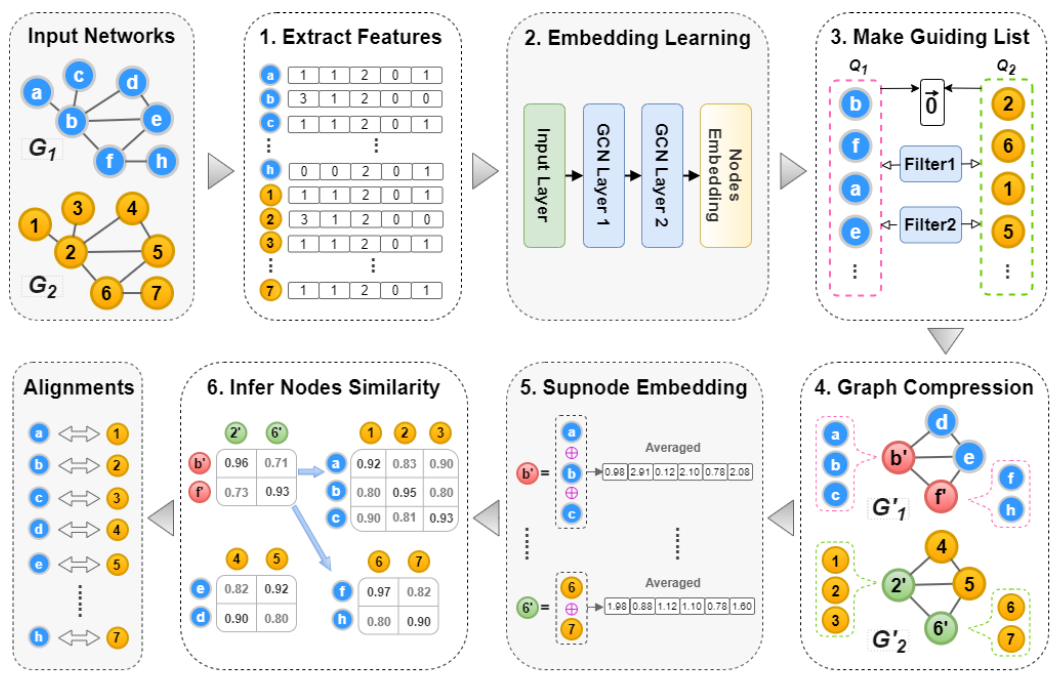 Input Networks
a
c
d
b
e
f
h
G1
3
4
1
2
5
6
7
G2
1. Extract Features
a 1 1 2 0 1
b 3 1 2 0 0
c 1 1 2 0 1
h 0 0 2 0 1
1 1 1 2 0 1
2 3 1 2 0 0
3 1 1 2 0 1
7 1 1 2 0 1
2. Embedding Learning
Input Layer
GCN Layer 1
GCN Layer 2
Nodes
Embedding
3. Make Guiding List
Q1 Q2
b 0 2
f 6
Filter1
a 1
Filter2
e 5
4. Graph Compression
a
b
c
d
b'
e
f'
f
h
G'1
1
2
3
4
2'
5
6'
6
7
G'2
5. Supnode Embedding
a
⊕
b' = b
⊕
c
Averaged
0.98 2.91 0.12 2.10 0.78 2.08
6
6' = ⊕
7
Averaged
1.98 0.88 1.12 1.10 0.78 1.60
6. Infer Nodes Similarity
2' 6'
b' 0.96 0.71
f' 0.73 0.93
1 2 3
a 0.92 0.83 0.90
b 0.80 0.95 0.80
c 0.90 0.81 0.93
4 5
e 0.82 0.92
d 0.90 0.80
6 7
f 0.97 0.82
h 0.80 0.90
Alignments
a 1
b 2
c 3
d 4
e 5
h 7